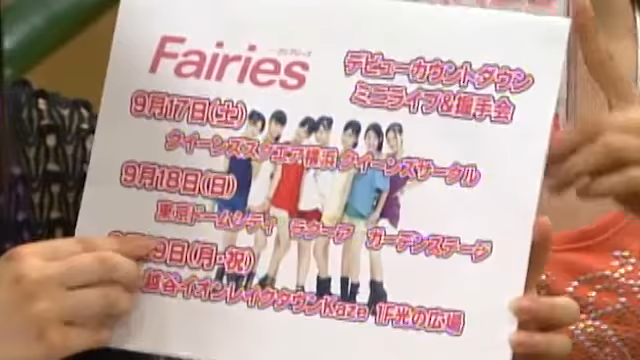 Fairies
デビューカウントダウン
ミニライブ&握手会
9月17日(土)
クイーンズスクエア横浜 クイーンズサークル
9月18日(日)
東京ドームシティ ラクーア ガーデンステージ
9日(月・祝)
越谷イオンレイクタウンKaze 1F光の広場